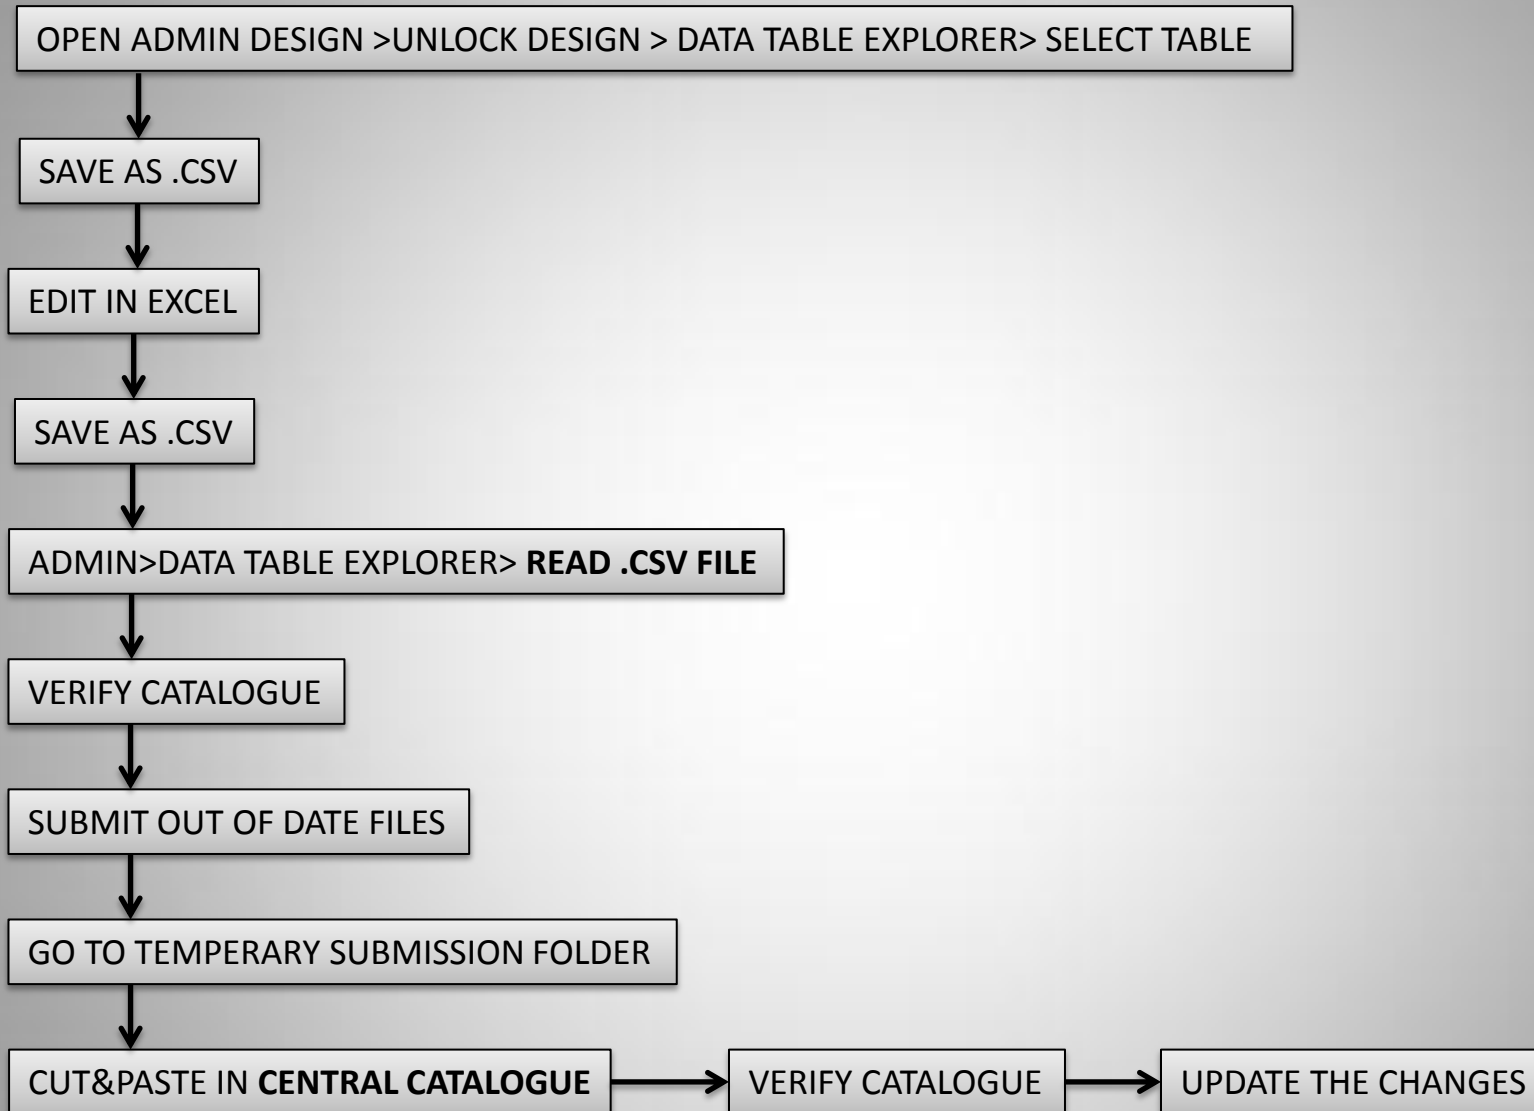 OPEN ADMIN DESIGN >UNLOCK DESIGN > DATA TABLE EXPLORER> SELECT TABLE
SAVE AS .CSV
EDIT IN EXCEL
SAVE AS .CSV
ADMIN>DATA TABLE EXPLORER> READ .CSV FILE
VERIFY CATALOGUE
SUBMIT OUT OF DATE FILES
GO TO TEMPERARY SUBMISSION FOLDER
CUT&PASTE IN CENTRAL CATALOGUE
VERIFY CATALOGUE
UPDATE THE CHANGES